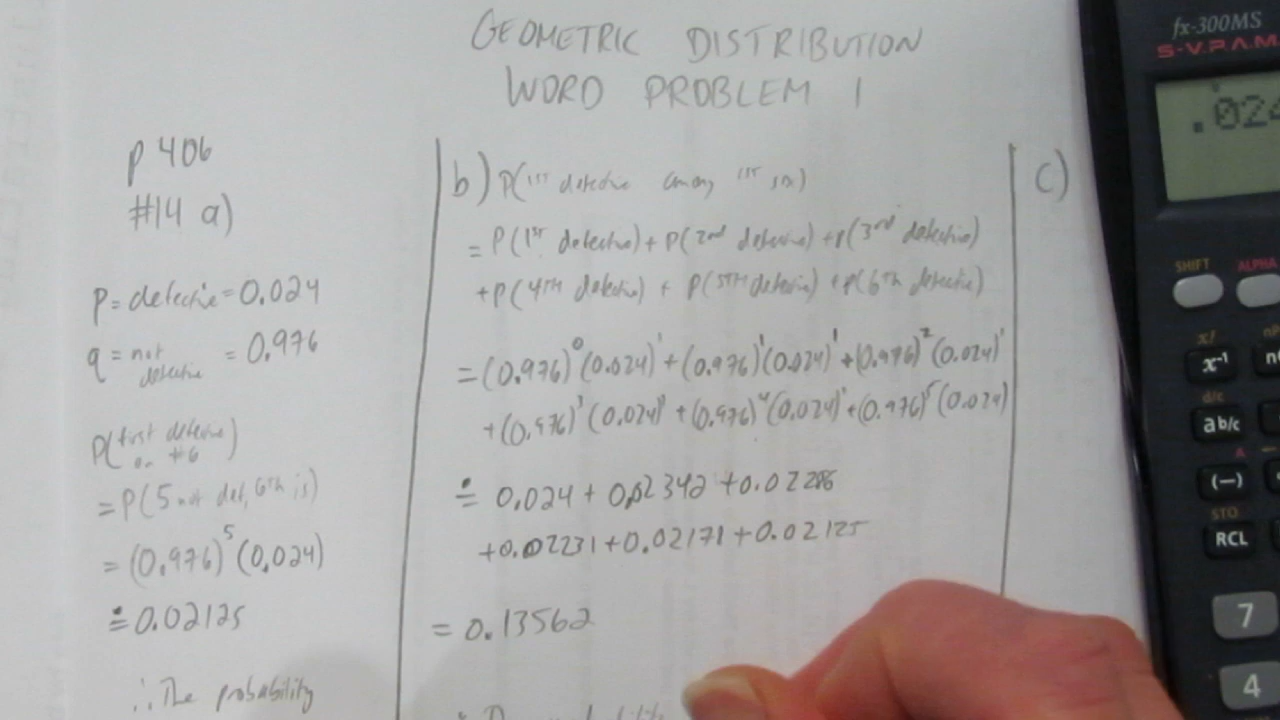 GEOMETRIC DISTRIBUTION
WORD PROBLEM 1
p 406
#14 a)
p = defective = 0.024
q = not defective = 0.976
P(first defective on #6)
= P(5 not def, 6th is)
= (0.976)^5 (0.024)
≐ 0.02125
∴ The probability
b) P(1st defective among 1st six)
= P(1st defective) + P(2nd defective) + P(3rd defective)
+ P(4TH defective) + P(5TH defective) + P(6th defective)
= (0.976)^0 (0.024)^1 + (0.976)^1 (0.024)^1 + (0.976)^2 (0.024)^1
+ (0.976)^3 (0.024)^1 + (0.976)^4 (0.024)^1 + (0.976)^5 (0.024)
≐ 0.024 + 0.02342 + 0.02286
+ 0.02231 + 0.02171 + 0.02125
= 0.13562
c)
fx-300MS
S-V.P.A.M.
.024
SHIFT
ALPHA
x!
x⁻¹
d/c
ab/c
A
(−)
STO
RCL
7
4